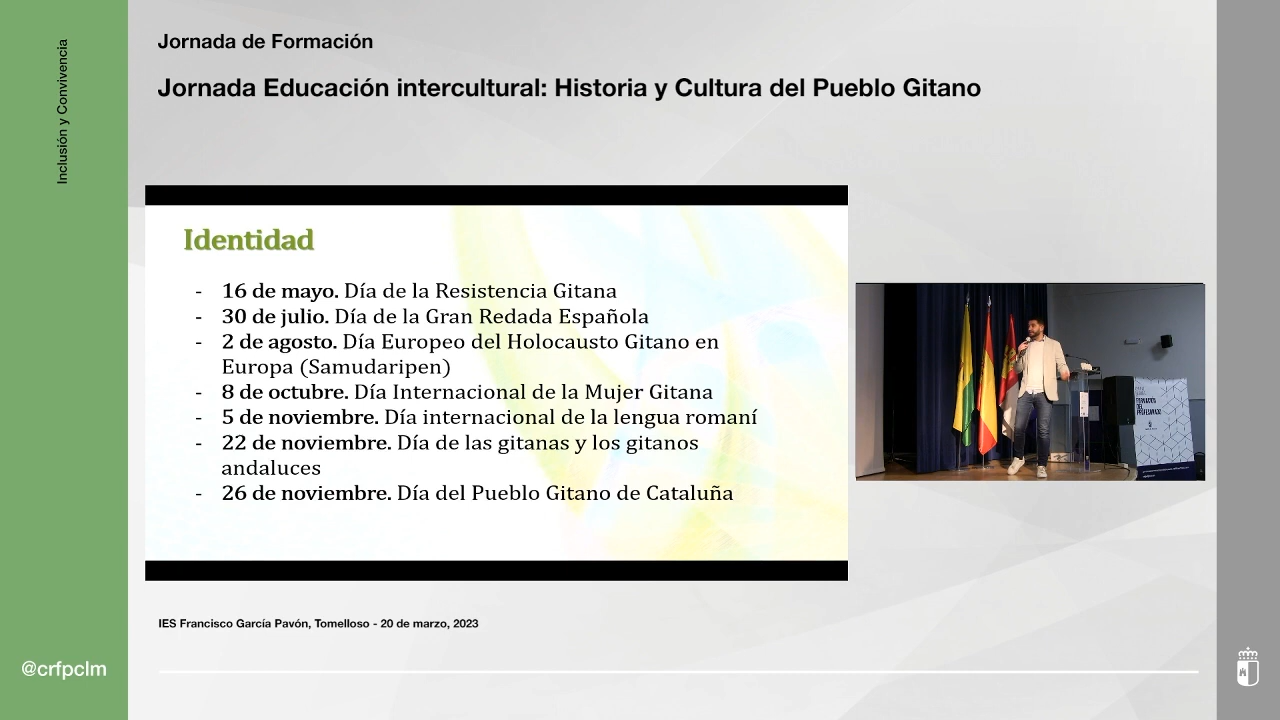 Inclusión y Convivencia
Jornada de Formación
Jornada Educación intercultural: Historia y Cultura del Pueblo Gitano
Identidad
- 16 de mayo. Día de la Resistencia Gitana
- 30 de julio. Día de la Gran Redada Española
- 2 de agosto. Día Europeo del Holocausto Gitano en
Europa (Samudaripen)
- 8 de octubre. Día Internacional de la Mujer Gitana
- 5 de noviembre. Día internacional de la lengua romaní
- 22 de noviembre. Día de las gitanas y los gitanos
andaluces
- 26 de noviembre. Día del Pueblo Gitano de Cataluña
FORMACIÓN
DEL
PROFESORADO
IES Francisco García Pavón, Tomelloso - 20 de marzo, 2023
@crfpclm